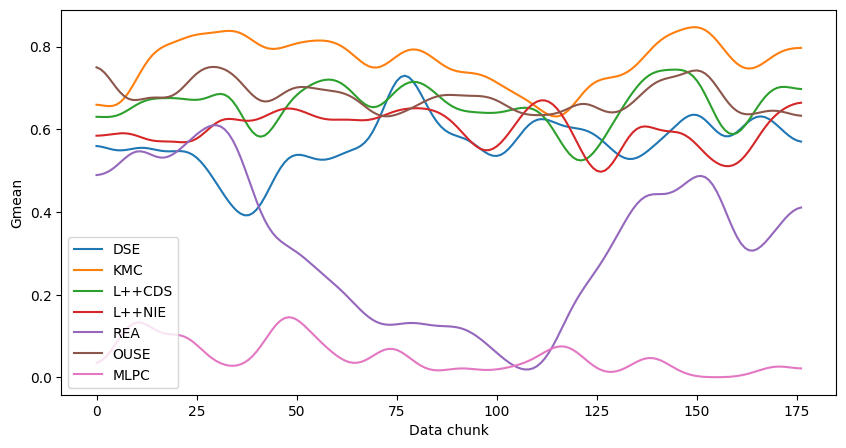 Gmean
0.8
0.6
0.4
0.2
0.0
DSE
KMC
L++CDS
L++NIE
REA
OUSE
MLPC
0 25 50 75 100 125 150 175
Data chunk